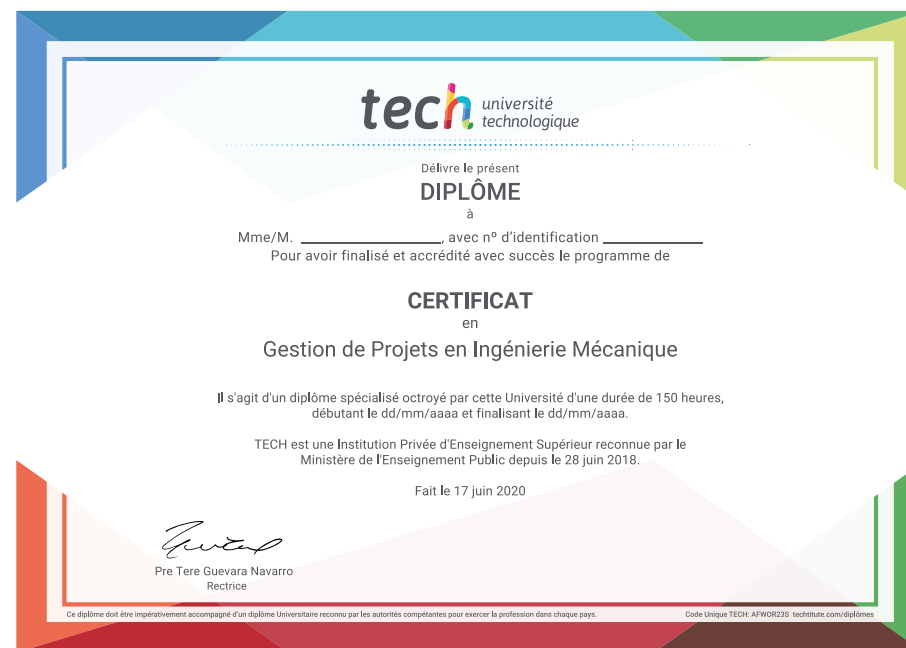 tech université
technologique
Délivre le présent
DIPLÔME
à
Mme/M. ____________________, avec nº d'identification ______________
Pour avoir finalisé et accrédité avec succès le programme de
CERTIFICAT
en
Gestion de Projets en Ingénierie Mécanique
Il s'agit d'un diplôme spécialisé octroyé par cette Université d'une durée de 150 heures,
débutant le dd/mm/aaaa et finalisant le dd/mm/aaaa.
TECH est une Institution Privée d'Enseignement Supérieur reconnue par le
Ministère de l'Enseignement Public depuis le 28 juin 2018.
Fait le 17 juin 2020
Pre Tere Guevara Navarro
Rectrice
Ce diplôme doit être impérativement accompagné d'un diplôme Universitaire reconnu par les autorités compétentes pour exercer la profession dans chaque pays.
Code Unique TECH: AFWOR23S techtitute.com/diplômes